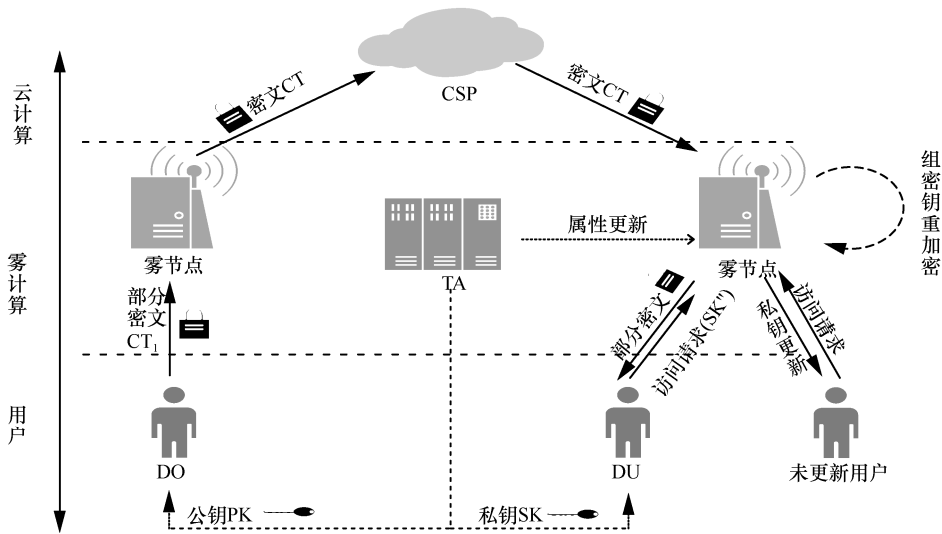 云计算
雾计算
用户
CSP
密文CT
密文CT
雾节点
TA
属性更新
雾节点
组密钥重加密
部分
密文
CT₁
部分密文
访问请求(SK")
私钥更新
访问请求
DO
DU
未更新用户
公钥PK
私钥SK